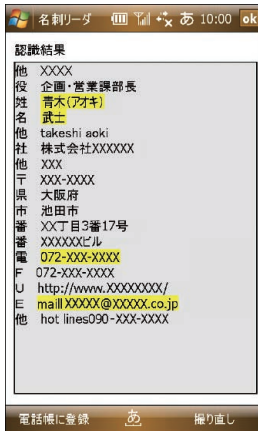 名刺リーダ あ 10:00 ok
認識結果
他 XXXX
役 企画・営業課部長
姓 青木(アオキ)
名 武士
他 takeshi aoki
社 株式会社XXXXXX
他 XXX
〒 XXX-XXXX
県 大阪府
市 池田市
番 XX丁目3番17号
番 XXXXXXビル
電 072-XXX-XXXX
F 072-XXX-XXXX
U http://www.XXXXXXXX/
E maill XXXXX@XXXXX.co.jp
他 hot lines090-XXX-XXXX
電話帳に登録 あ 撮り直し